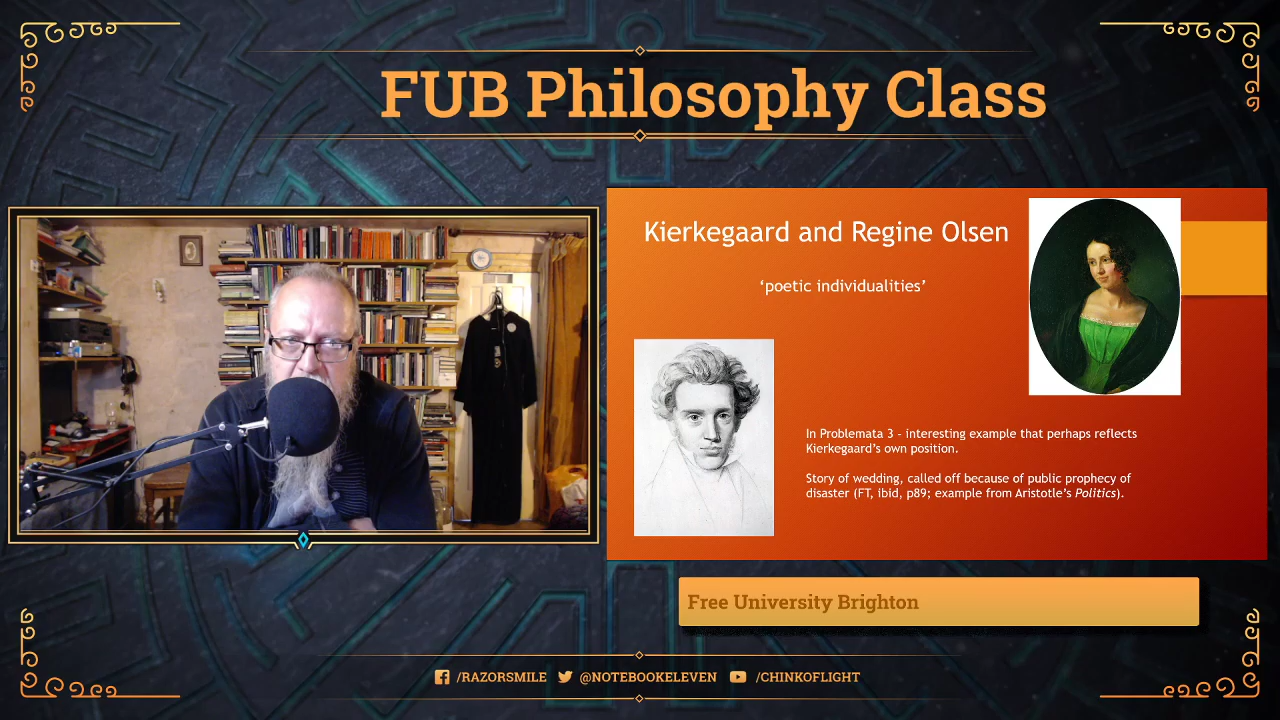 FUB Philosophy Class
Kierkegaard and Regine Olsen
‘poetic individualities’
In Problemata 3 - interesting example that perhaps reflects
Kierkegaard’s own position.
Story of wedding, called off because of public prophecy of
disaster (FT, ibid, p89; example from Aristotle’s Politics).
Free University Brighton
/RAZORSMILE @NOTEBOOKELEVEN /CHINKOFLIGHT